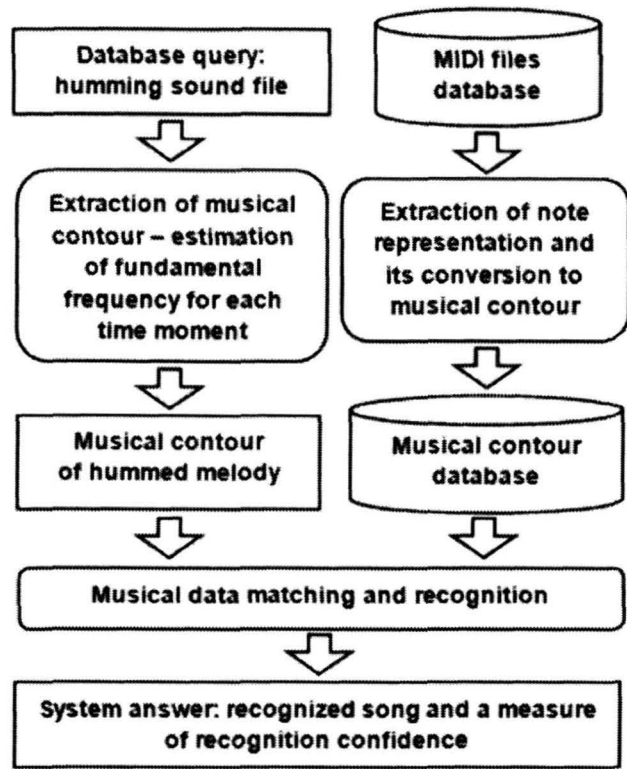 Database query:
humming sound file
MIDI files
database
Extraction of musical
contour – estimation
of fundamental
frequency for each
time moment
Extraction of note
representation and
its conversion to
musical contour
Musical contour
of hummed melody
Musical contour
database
Musical data matching and recognition
System answer: recognized song and a measure
of recognition confidence